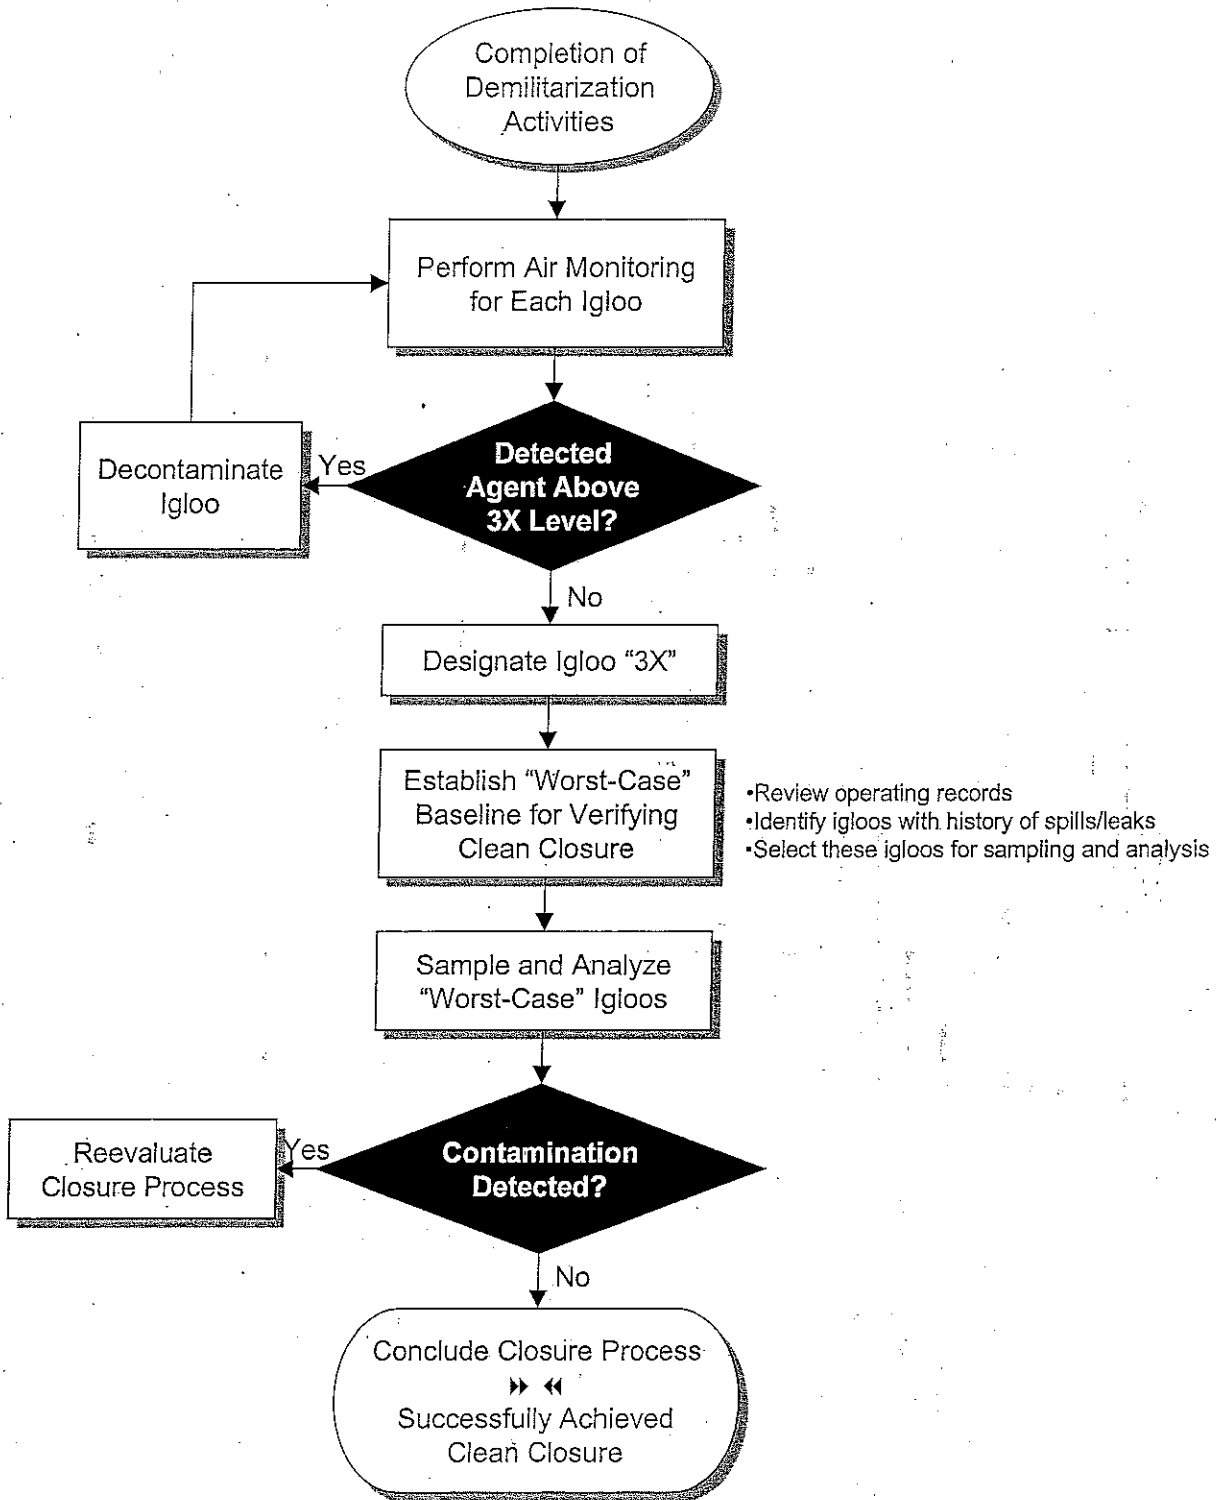 Completion of
Demilitarization
Activities
Perform Air Monitoring
for Each Igloo
Detected
Agent Above
3X Level?
Yes
Decontaminate
Igloo
No
Designate Igloo “3X”
Establish “Worst-Case”
Baseline for Verifying
Clean Closure
•Review operating records
•Identify igloos with history of spills/leaks
•Select these igloos for sampling and analysis
Sample and Analyze
“Worst-Case” Igloos
Contamination
Detected?
Yes
Reevaluate
Closure Process
No
Conclude Closure Process
Successfully Achieved
Clean Closure